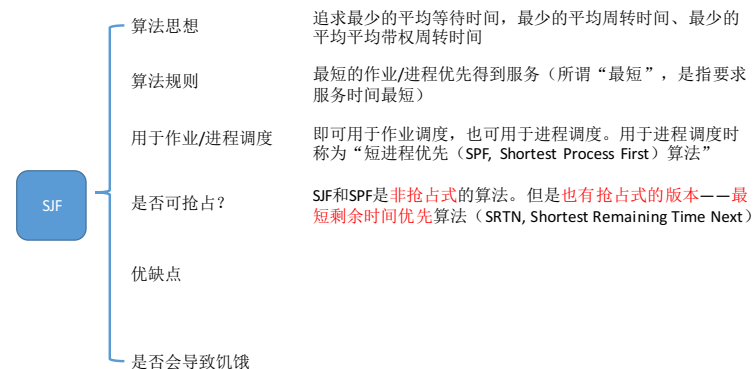 算法思想
追求最少的平均等待时间，最少的平均周转时间、最少的
平均平均带权周转时间
算法规则
最短的作业/进程优先得到服务（所谓“最短”，是指要求
服务时间最短）
用于作业/进程调度
即可用于作业调度，也可用于进程调度。用于进程调度时
称为“短进程优先（SPF, Shortest Process First）算法”
SJF
是否可抢占？
SJF和SPF是非抢占式的算法。但是也有抢占式的版本——最
短剩余时间优先算法（SRTN, Shortest Remaining Time Next）
优缺点
是否会导致饥饿